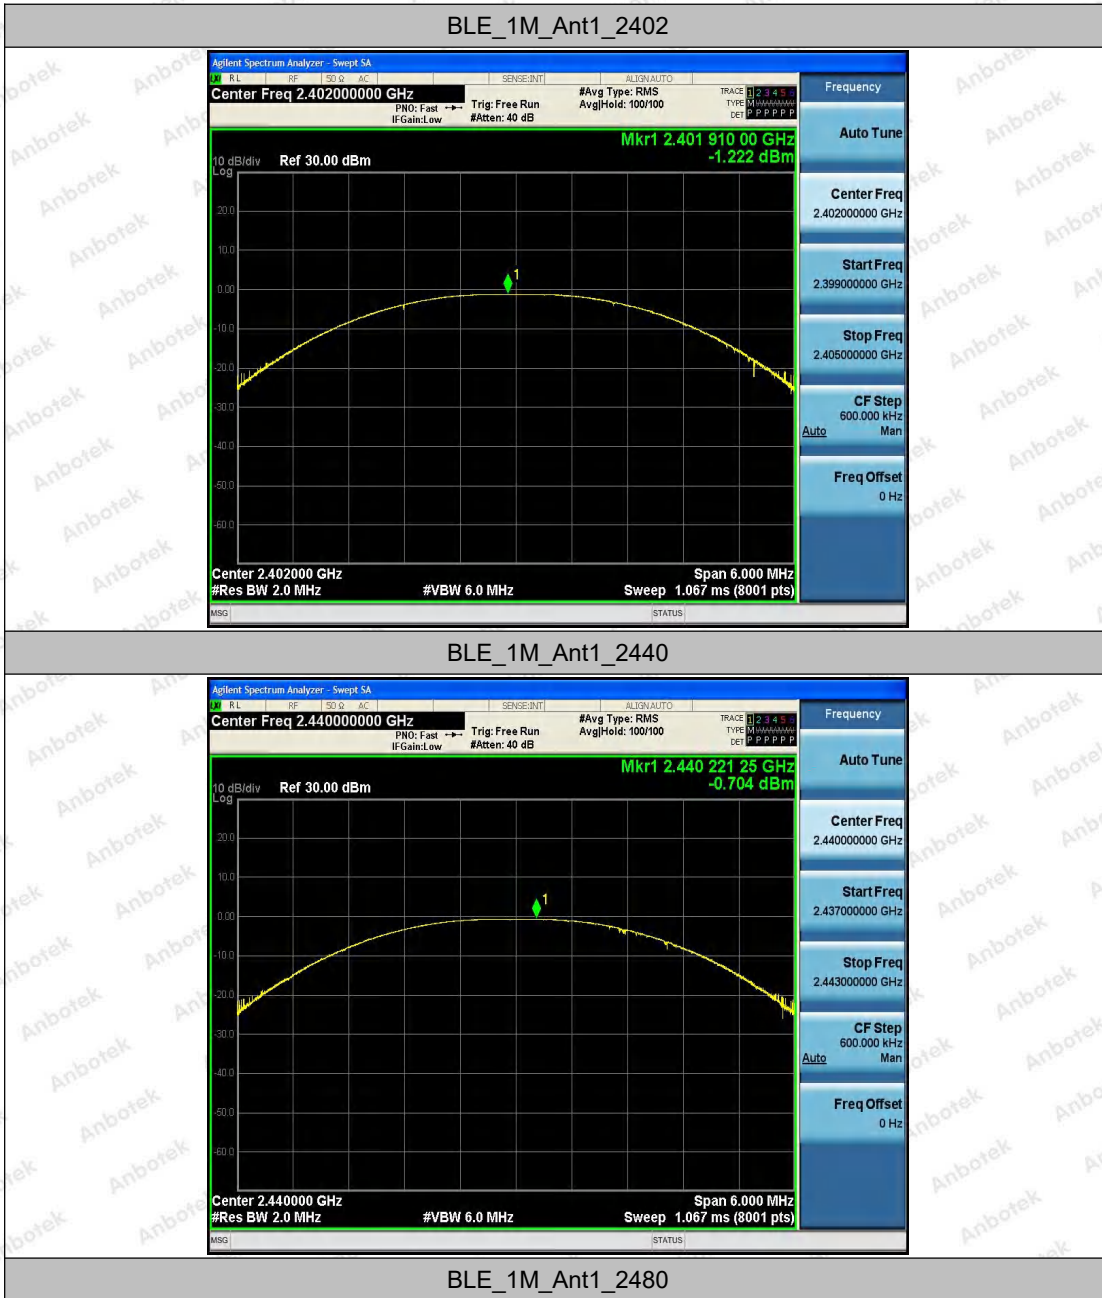 BLE_1M_Ant1_2402
Agilent Spectrum Analyzer - Swept SA
LXI RL RF 50 Ω AC SENSE:INT ALIGNAUTO
Center Freq 2.402000000 GHz
PNO: Fast
IFGain:Low
Trig: Free Run
#Atten: 40 dB
#Avg Type: RMS
Avg|Hold: 100/100
TRACE 1 2 3 4 5 6
TYPE M
DET P P P P P P
Mkr1 2.401 910 00 GHz
-1.222 dBm
10 dB/div Ref 30.00 dBm
Log
20.0
10.0
0.00
-10.0
-20.0
-30.0
-40.0
-50.0
-60.0
1
Center 2.402000 GHz Span 6.000 MHz
#Res BW 2.0 MHz #VBW 6.0 MHz Sweep 1.067 ms (8001 pts)
MSG STATUS
Frequency
Auto Tune
Center Freq
2.402000000 GHz
Start Freq
2.399000000 GHz
Stop Freq
2.405000000 GHz
CF Step
600.000 kHz
Auto Man
Freq Offset
0 Hz
BLE_1M_Ant1_2440
Agilent Spectrum Analyzer - Swept SA
LXI RL RF 50 Ω AC SENSE:INT ALIGNAUTO
Center Freq 2.440000000 GHz
PNO: Fast
IFGain:Low
Trig: Free Run
#Atten: 40 dB
#Avg Type: RMS
Avg|Hold: 100/100
TRACE 1 2 3 4 5 6
TYPE M
DET P P P P P P
Mkr1 2.440 221 25 GHz
-0.704 dBm
10 dB/div Ref 30.00 dBm
Log
20.0
10.0
0.00
-10.0
-20.0
-30.0
-40.0
-50.0
-60.0
1
Center 2.440000 GHz Span 6.000 MHz
#Res BW 2.0 MHz #VBW 6.0 MHz Sweep 1.067 ms (8001 pts)
MSG STATUS
Frequency
Auto Tune
Center Freq
2.440000000 GHz
Start Freq
2.437000000 GHz
Stop Freq
2.443000000 GHz
CF Step
600.000 kHz
Auto Man
Freq Offset
0 Hz
BLE_1M_Ant1_2480
Anbotek